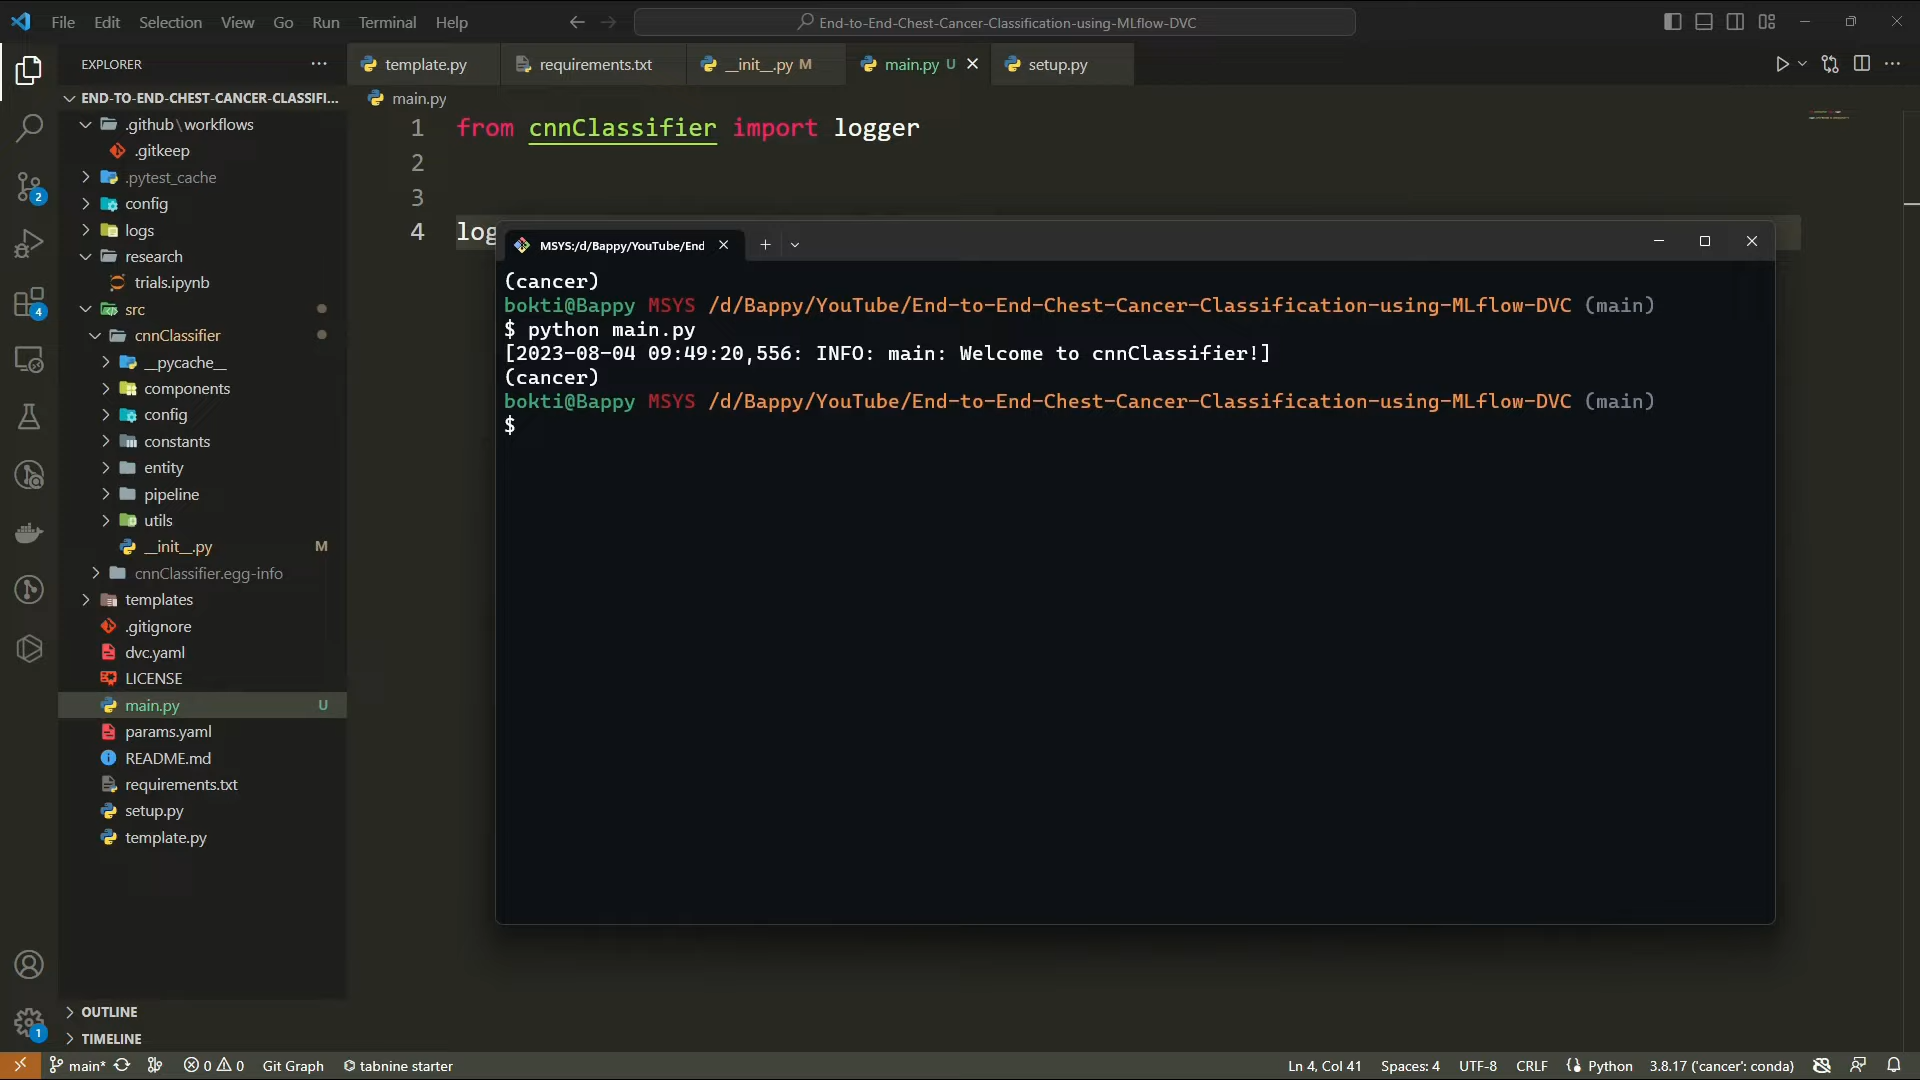 File Edit Selection View Go Run Terminal Help
End-to-End-Chest-Cancer-Classification-using-MLflow-DVC
EXPLORER
template.py
requirements.txt
__init__.py M
main.py U
setup.py
END-TO-END-CHEST-CANCER-CLASSIFI...
.github\workflows
.gitkeep
.pytest_cache
config
logs
research
trials.ipynb
src
cnnClassifier
__pycache__
components
config
constants
entity
pipeline
utils
__init__.py M
cnnClassifier.egg-info
templates
.gitignore
dvc.yaml
LICENSE
main.py U
params.yaml
README.md
requirements.txt
setup.py
template.py
OUTLINE
TIMELINE
2
4
1
main.py
1 from cnnClassifier import logger
2
3
4 log
MSYS:/d/Bappy/YouTube/End
(cancer)
bokti@Bappy MSYS /d/Bappy/YouTube/End-to-End-Chest-Cancer-Classification-using-MLflow-DVC (main)
$ python main.py
[2023-08-04 09:49:20,556: INFO: main: Welcome to cnnClassifier!]
(cancer)
bokti@Bappy MSYS /d/Bappy/YouTube/End-to-End-Chest-Cancer-Classification-using-MLflow-DVC (main)
$
main* 0 0 Git Graph tabnine starter Ln 4, Col 41 Spaces: 4 UTF-8 CRLF Python 3.8.17 ('cancer': conda)